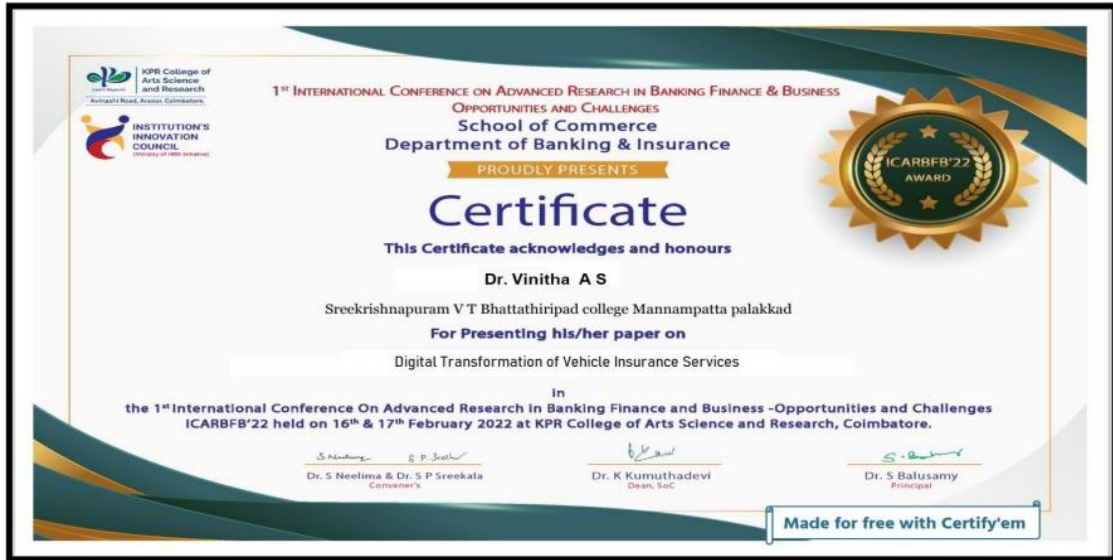 KPR College of
Arts Science
and Research
Learn Beyond
Avinashi Road, Arasur, Coimbatore.
INSTITUTION'S
INNOVATION
COUNCIL
(Ministry of HRD Initiative)
1st INTERNATIONAL CONFERENCE ON ADVANCED RESEARCH IN BANKING FINANCE & BUSINESS
OPPORTUNITIES AND CHALLENGES
School of Commerce
Department of Banking & Insurance
PROUDLY PRESENTS
ICARBFB'22
AWARD
Certificate
This Certificate acknowledges and honours
Dr. Vinitha A S
Sreekrishnapuram V T Bhattathiripad college Mannampatta palakkad
For Presenting his/her paper on
Digital Transformation of Vehicle Insurance Services
in
the 1st International Conference On Advanced Research in Banking Finance and Business -Opportunities and Challenges
ICARBFB'22 held on 16th & 17th February 2022 at KPR College of Arts Science and Research, Coimbatore.
Dr. S Neelima & Dr. S P Sreekala
Convener's
Dr. K Kumuthadevi
Dean, SoC
Dr. S Balusamy
Principal
Made for free with Certify'em